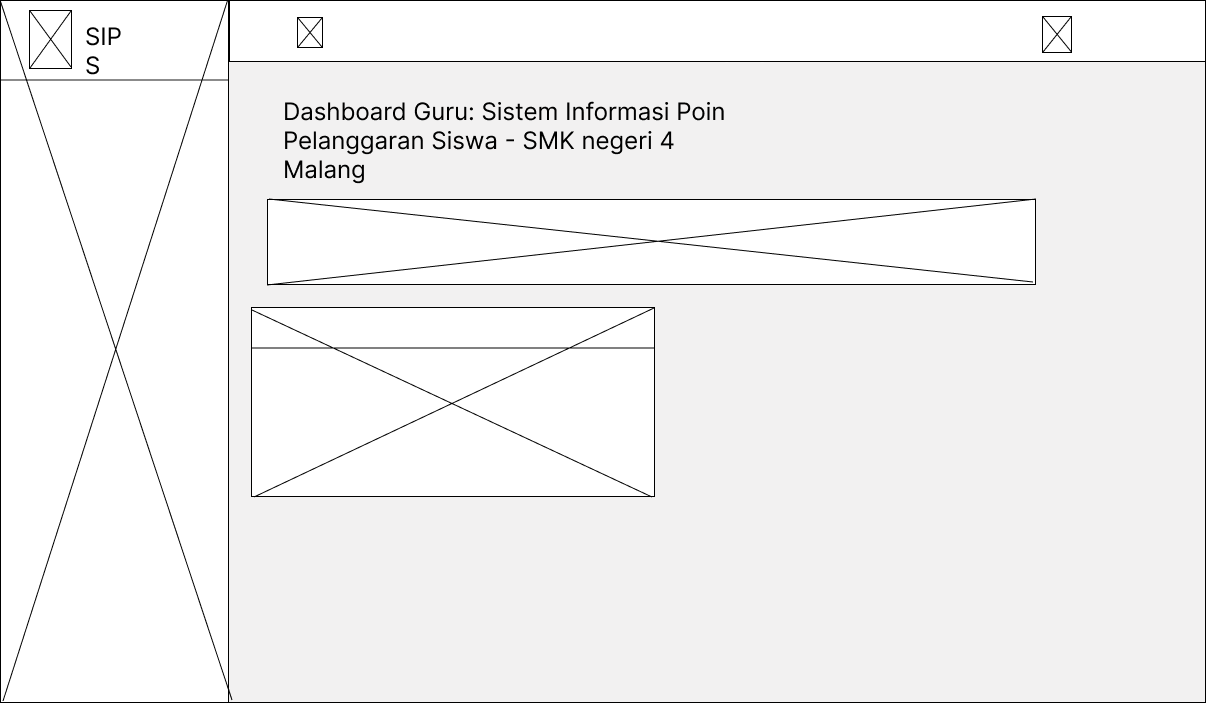 SIP
S
Dashboard Guru: Sistem Informasi Poin
Pelanggaran Siswa - SMK negeri 4
Malang